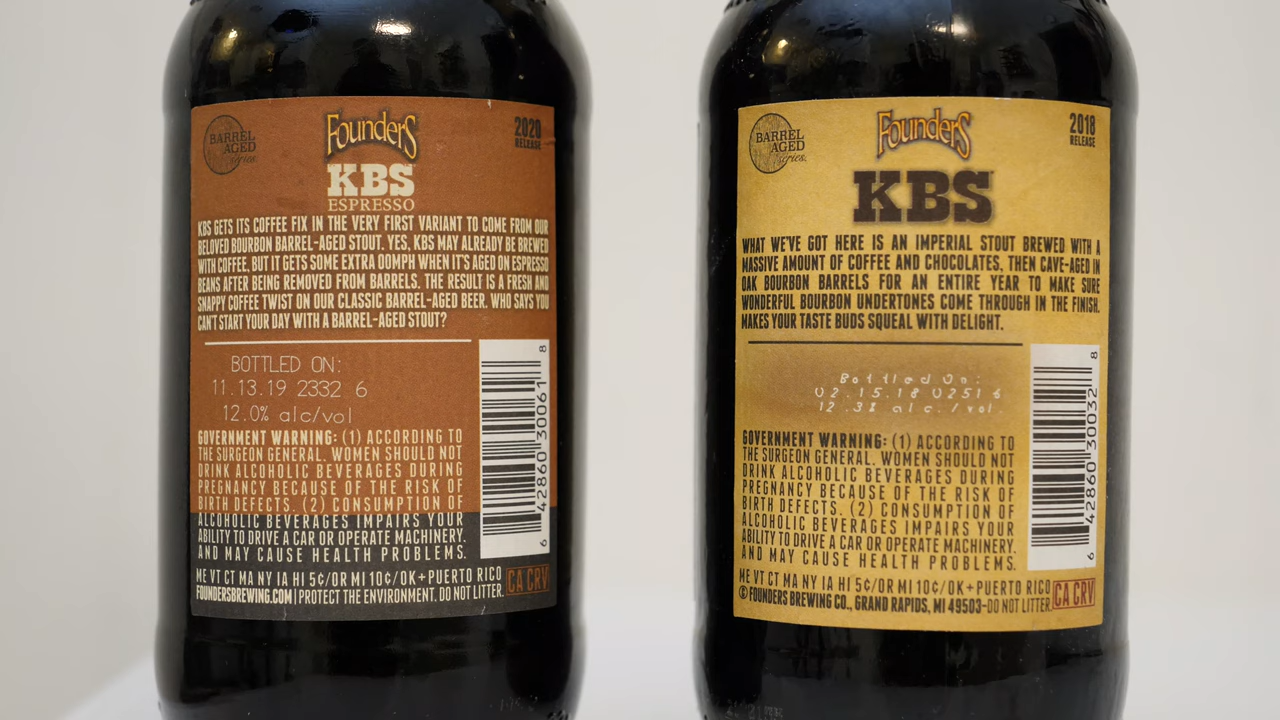 BARREL
AGED
series.
FounderS
2020
RELEASE
KBS
ESPRESSO
KBS GETS ITS COFFEE FIX IN THE VERY FIRST VARIANT TO COME FROM OUR
BELOVED BOURBON BARREL-AGED STOUT. YES, KBS MAY ALREADY BE BREWED
WITH COFFEE, BUT IT GETS SOME EXTRA OOMPH WHEN IT'S AGED ON ESPRESSO
BEANS AFTER BEING REMOVED FROM BARRELS. THE RESULT IS A FRESH AND
SNAPPY COFFEE TWIST ON OUR CLASSIC BARREL-AGED BEER. WHO SAYS YOU
CAN'T START YOUR DAY WITH A BARREL-AGED STOUT?
BOTTLED ON:
11.13.19 2332 6
12.0% alc/vol
GOVERNMENT WARNING: (1) ACCORDING TO
THE SURGEON GENERAL, WOMEN SHOULD NOT
DRINK ALCOHOLIC BEVERAGES DURING
PREGNANCY BECAUSE OF THE RISK OF
BIRTH DEFECTS. (2) CONSUMPTION OF
ALCOHOLIC BEVERAGES IMPAIRS YOUR
ABILITY TO DRIVE A CAR OR OPERATE MACHINERY,
AND MAY CAUSE HEALTH PROBLEMS.
6 42860 30061 8
ME VT CT MA NY IA HI 5¢/OR MI 10¢/OK+PUERTO RICO
FOUNDERSBREWING.COM | PROTECT THE ENVIRONMENT. DO NOT LITTER.
CA CRV
BARREL
AGED
series.
FounderS
2018
RELEASE
KBS
WHAT WE'VE GOT HERE IS AN IMPERIAL STOUT BREWED WITH A
MASSIVE AMOUNT OF COFFEE AND CHOCOLATES, THEN CAVE-AGED IN
OAK BOURBON BARRELS FOR AN ENTIRE YEAR TO MAKE SURE
WONDERFUL BOURBON UNDERTONES COME THROUGH IN THE FINISH.
MAKES YOUR TASTE BUDS SQUEAL WITH DELIGHT.
Bottled On:
02.15.18 0251 6
12.3% alc./vol.
GOVERNMENT WARNING: (1) ACCORDING TO
THE SURGEON GENERAL, WOMEN SHOULD NOT
DRINK ALCOHOLIC BEVERAGES DURING
PREGNANCY BECAUSE OF THE RISK OF
BIRTH DEFECTS. (2) CONSUMPTION OF
ALCOHOLIC BEVERAGES IMPAIRS YOUR
ABILITY TO DRIVE A CAR OR OPERATE MACHINERY,
AND MAY CAUSE HEALTH PROBLEMS.
6 42860 30032 8
ME VT CT MA NY IA HI 5¢/OR MI 10¢/OK+PUERTO RICO
© FOUNDERS BREWING CO., GRAND RAPIDS, MI 49503-DO NOT LITTER
CA CRV